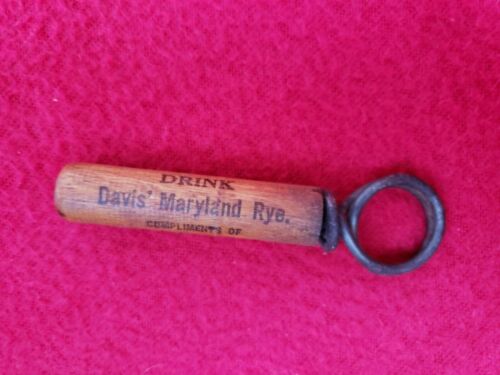 DRINK
Davis' Maryland Rye.
COMPLIMENTS OF